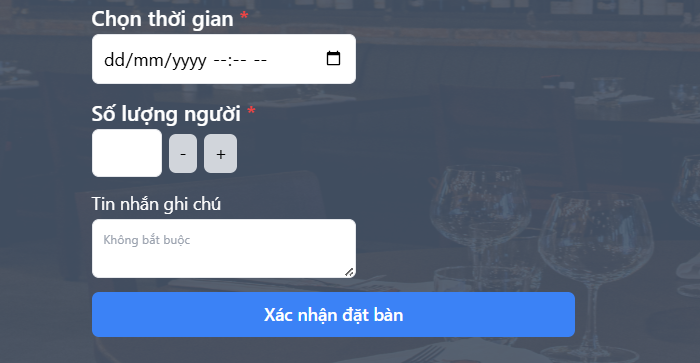 Chọn thời gian *
dd/mm/yyyy --:-- --
Số lượng người *
- +
Tin nhắn ghi chú
Không bắt buộc
Xác nhận đặt bàn